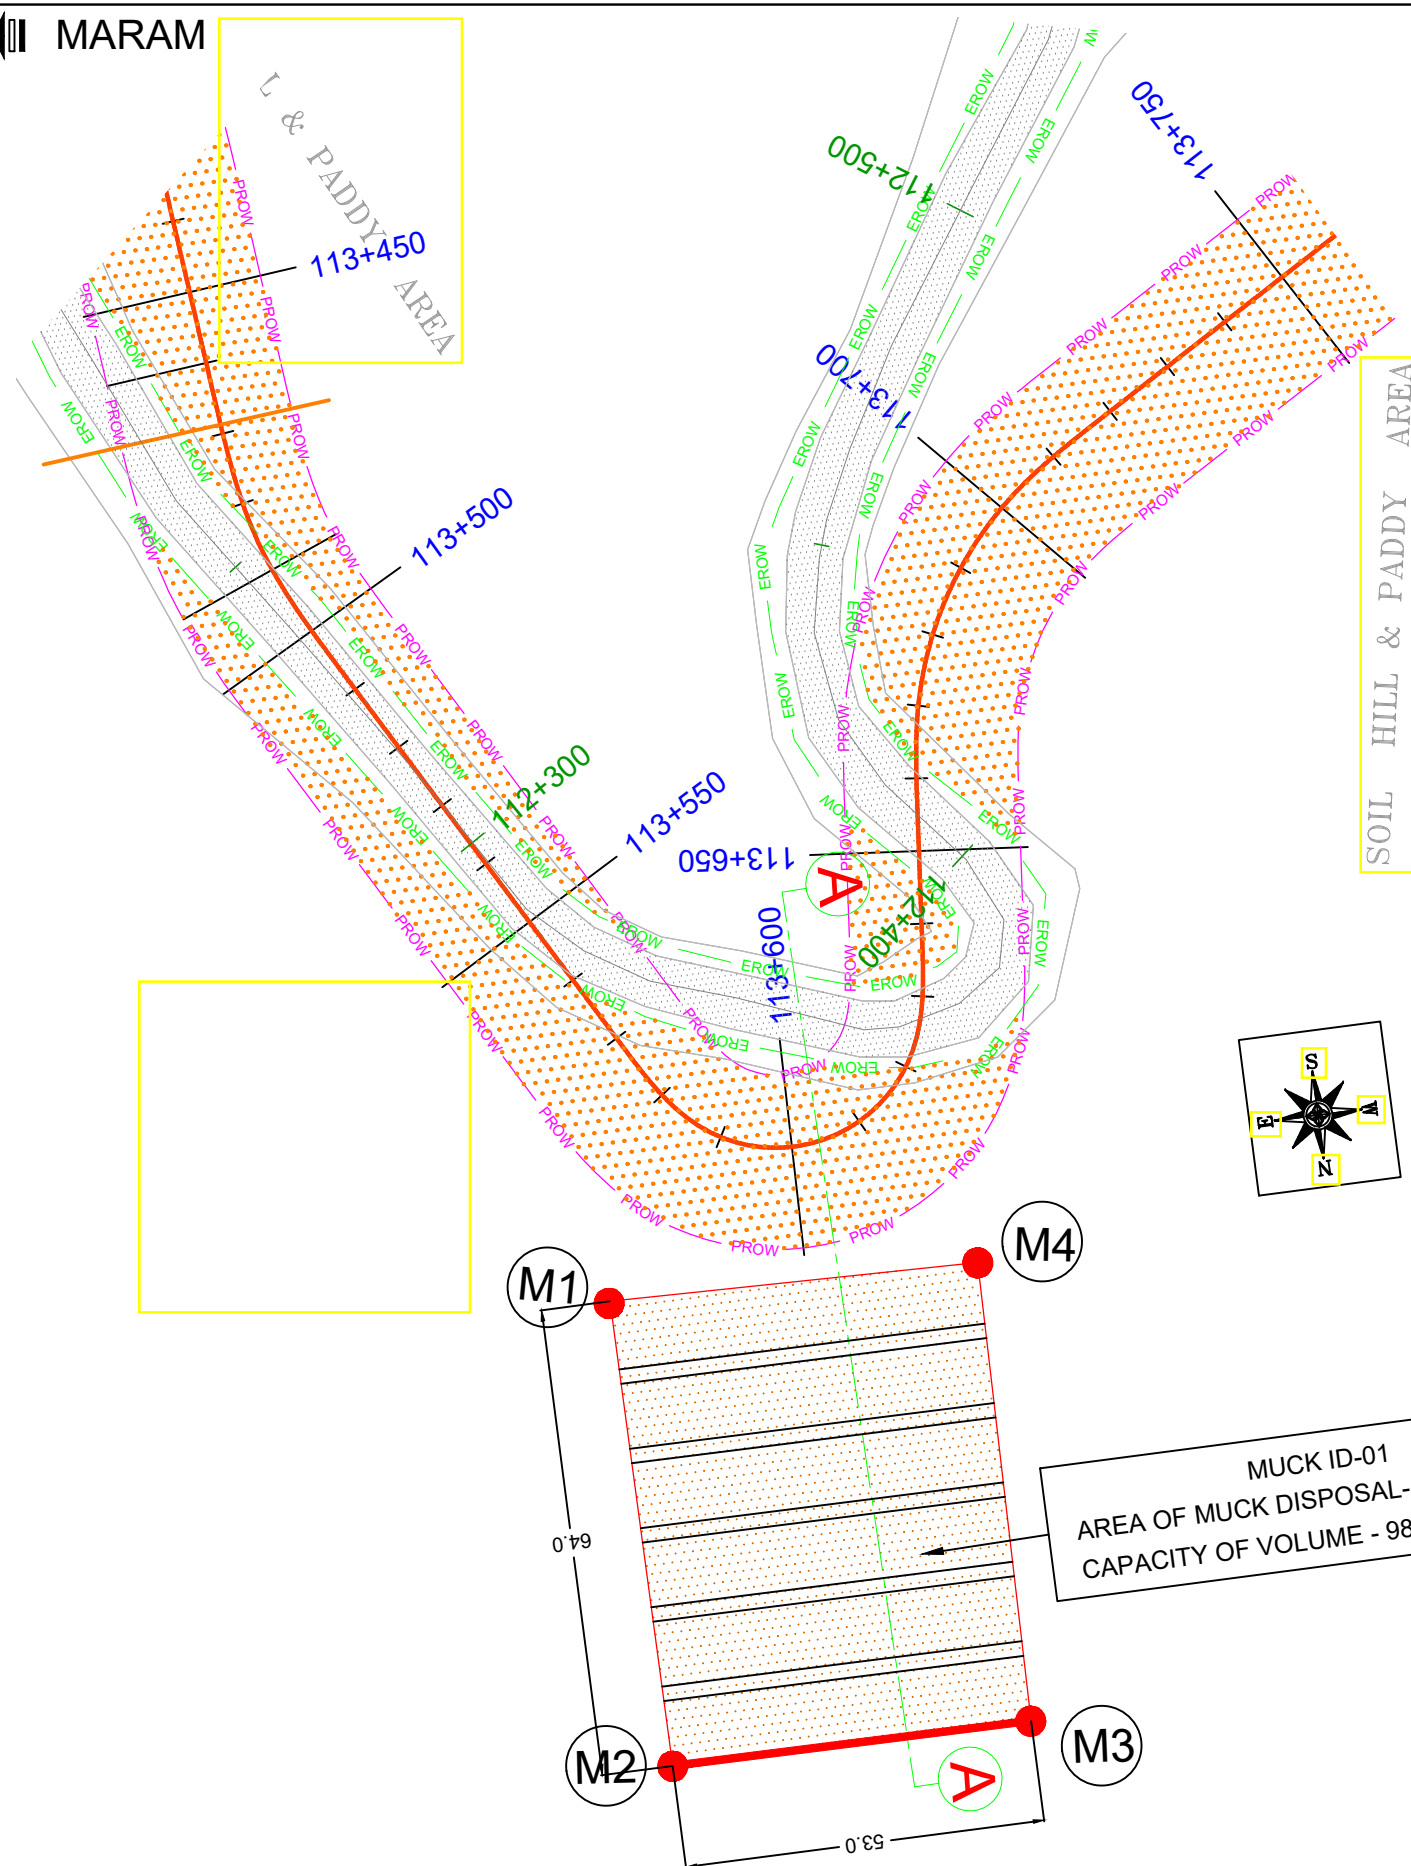 MARAM
L & PADDY AREA
113+450
113+500
112+300
113+550
113+600
113+650
112+400
113+700
112+500
113+750
PROW
EROW
SOIL HILL & PADDY AREA
A
S
E
W
N
M1
M4
64.0
MUCK ID-01
AREA OF MUCK DISPOSAL-
CAPACITY OF VOLUME - 98
M2
M3
A
53.0